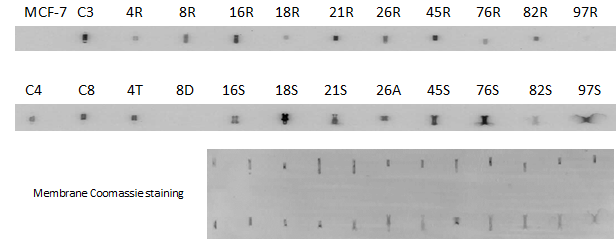 MCF-7 C3 4R 8R 16R 18R 21R 26R 45R 76R 82R 97R
C4 C8 4T 8D 16S 18S 21S 26A 45S 76S 82S 97S
Membrane Coomassie staining